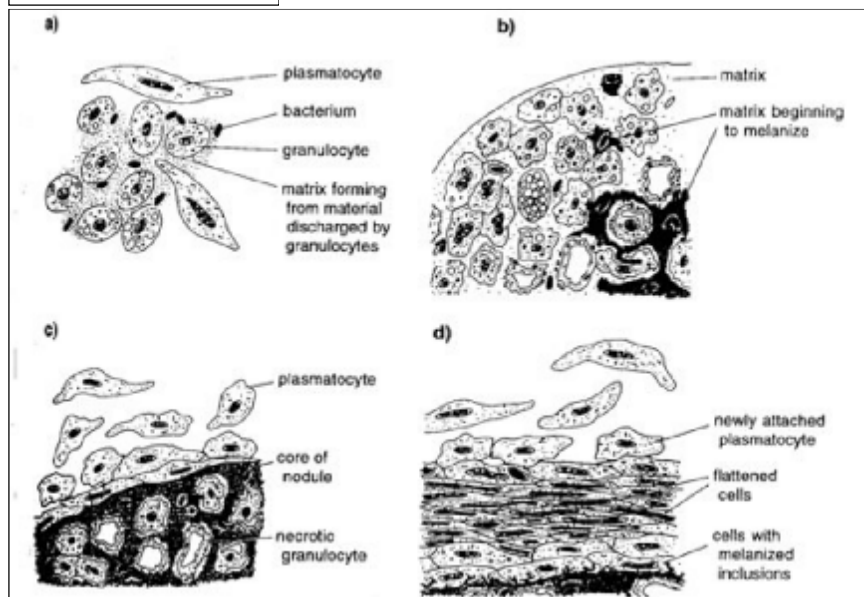 a)
plasmatocyte
bacterium
granulocyte
matrix forming
from material
discharged by
granulocytes
b)
matrix
matrix beginning
to melanize
c)
plasmatocyte
core of
nodule
necrotic
granulocyte
d)
newly attached
plasmatocyte
flattened
cells
cells with
melanized
inclusions